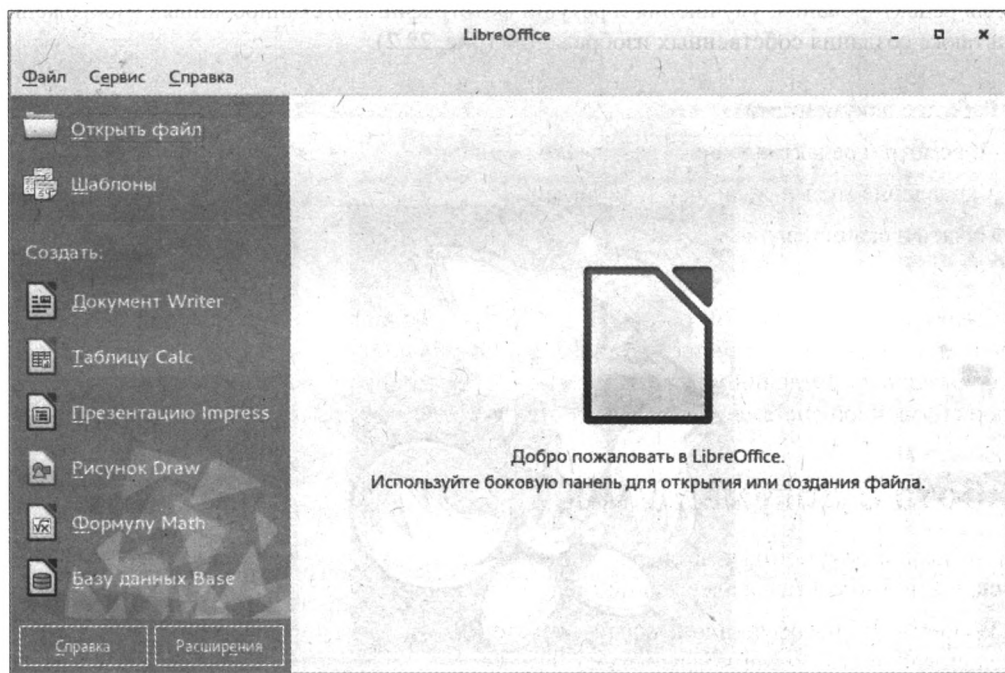 LibreOffice
Файл Сервис Справка
Открыть файл
Шаблоны
Создать:
Документ Writer
Таблицу Calc
Презентацию Impress
Рисунок Draw
Формулу Math
Базу данных Base
Справка Расширения
Добро пожаловать в LibreOffice.
Используйте боковую панель для открытия или создания файла.